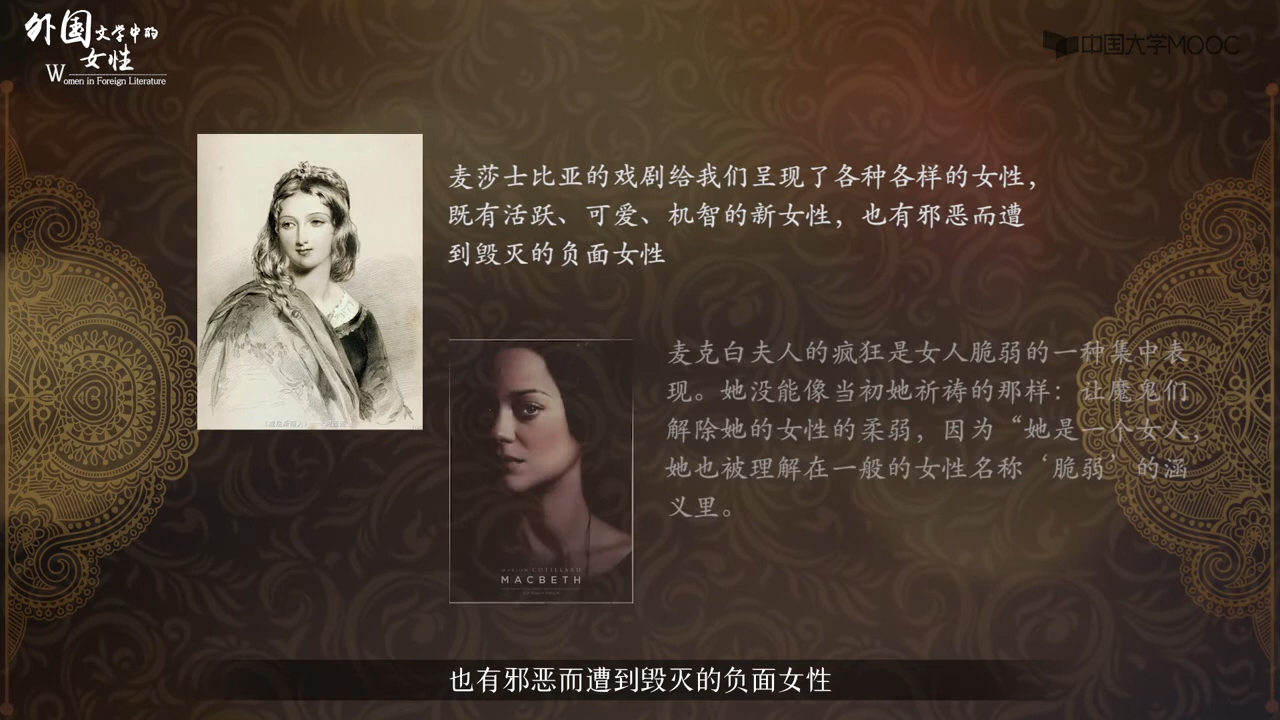 外国文学中的
女性
Women in Foreign Literature
中国大学MOOC
麦莎士比亚的戏剧给我们呈现了各种各样的女性，
既有活跃、可爱、机智的新女性，也有邪恶而遭
到毁灭的负面女性
麦克白夫人的疯狂是女人脆弱的一种集中表
现。她没能像当初她祈祷的那样：让魔鬼们
解除她的女性的柔弱，因为“她是一个女人，
她也被理解在一般的女性名称‘脆弱’的涵
义里。
MARION COTILLARD
MACBETH
也有邪恶而遭到毁灭的负面女性